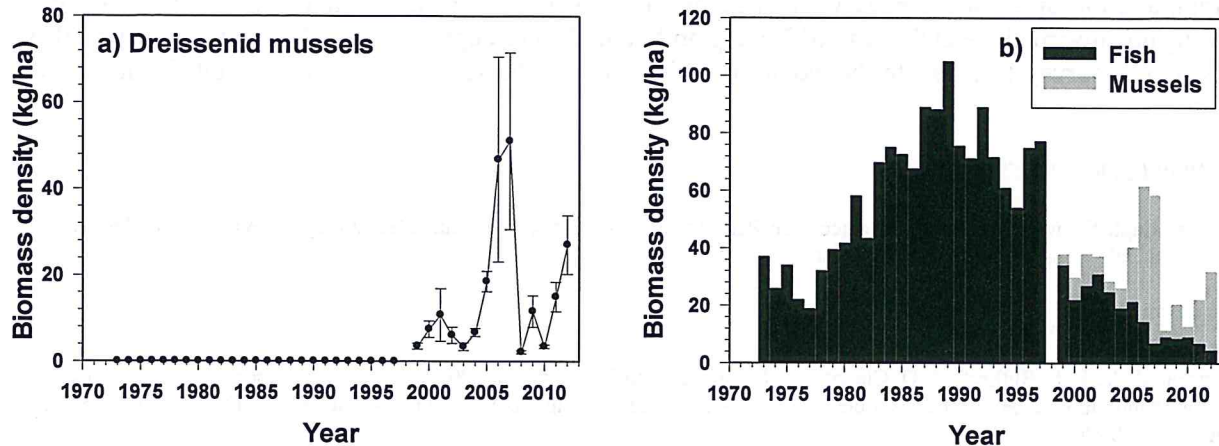 a) Dreissenid mussels
Biomass density (kg/ha)
80
60
40
20
0
1970 1975 1980 1985 1990 1995 2000 2005 2010
Year
b)
Fish
Mussels
Biomass density (kg/ha)
120
100
80
60
40
20
0
1970 1975 1980 1985 1990 1995 2000 2005 2010
Year